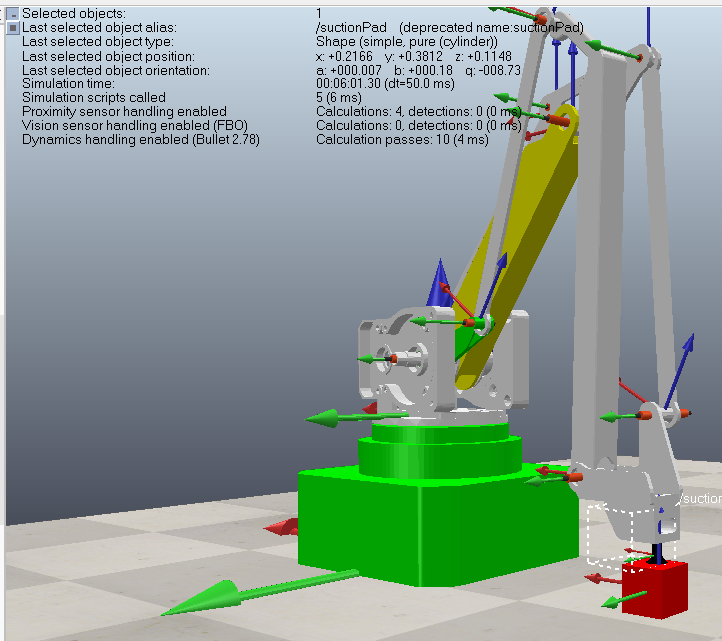 Selected objects: 1
Last selected object alias: /suctionPad (deprecated name:suctionPad)
Last selected object type: Shape (simple, pure (cylinder))
Last selected object position: x: +0.2166 y: +0.3812 z: +0.1148
Last selected object orientation: a: +000.007 b: +000.18 g: -008.73
Simulation time: 00:06:01.30 (dt=50.0 ms)
Simulation scripts called 5 (6 ms)
Proximity sensor handling enabled Calculations: 4, detections: 0 (0 ms)
Vision sensor handling enabled (FBO) Calculations: 0, detections: 0 (0 ms)
Dynamics handling enabled (Bullet 2.78) Calculation passes: 10 (4 ms)
/suction